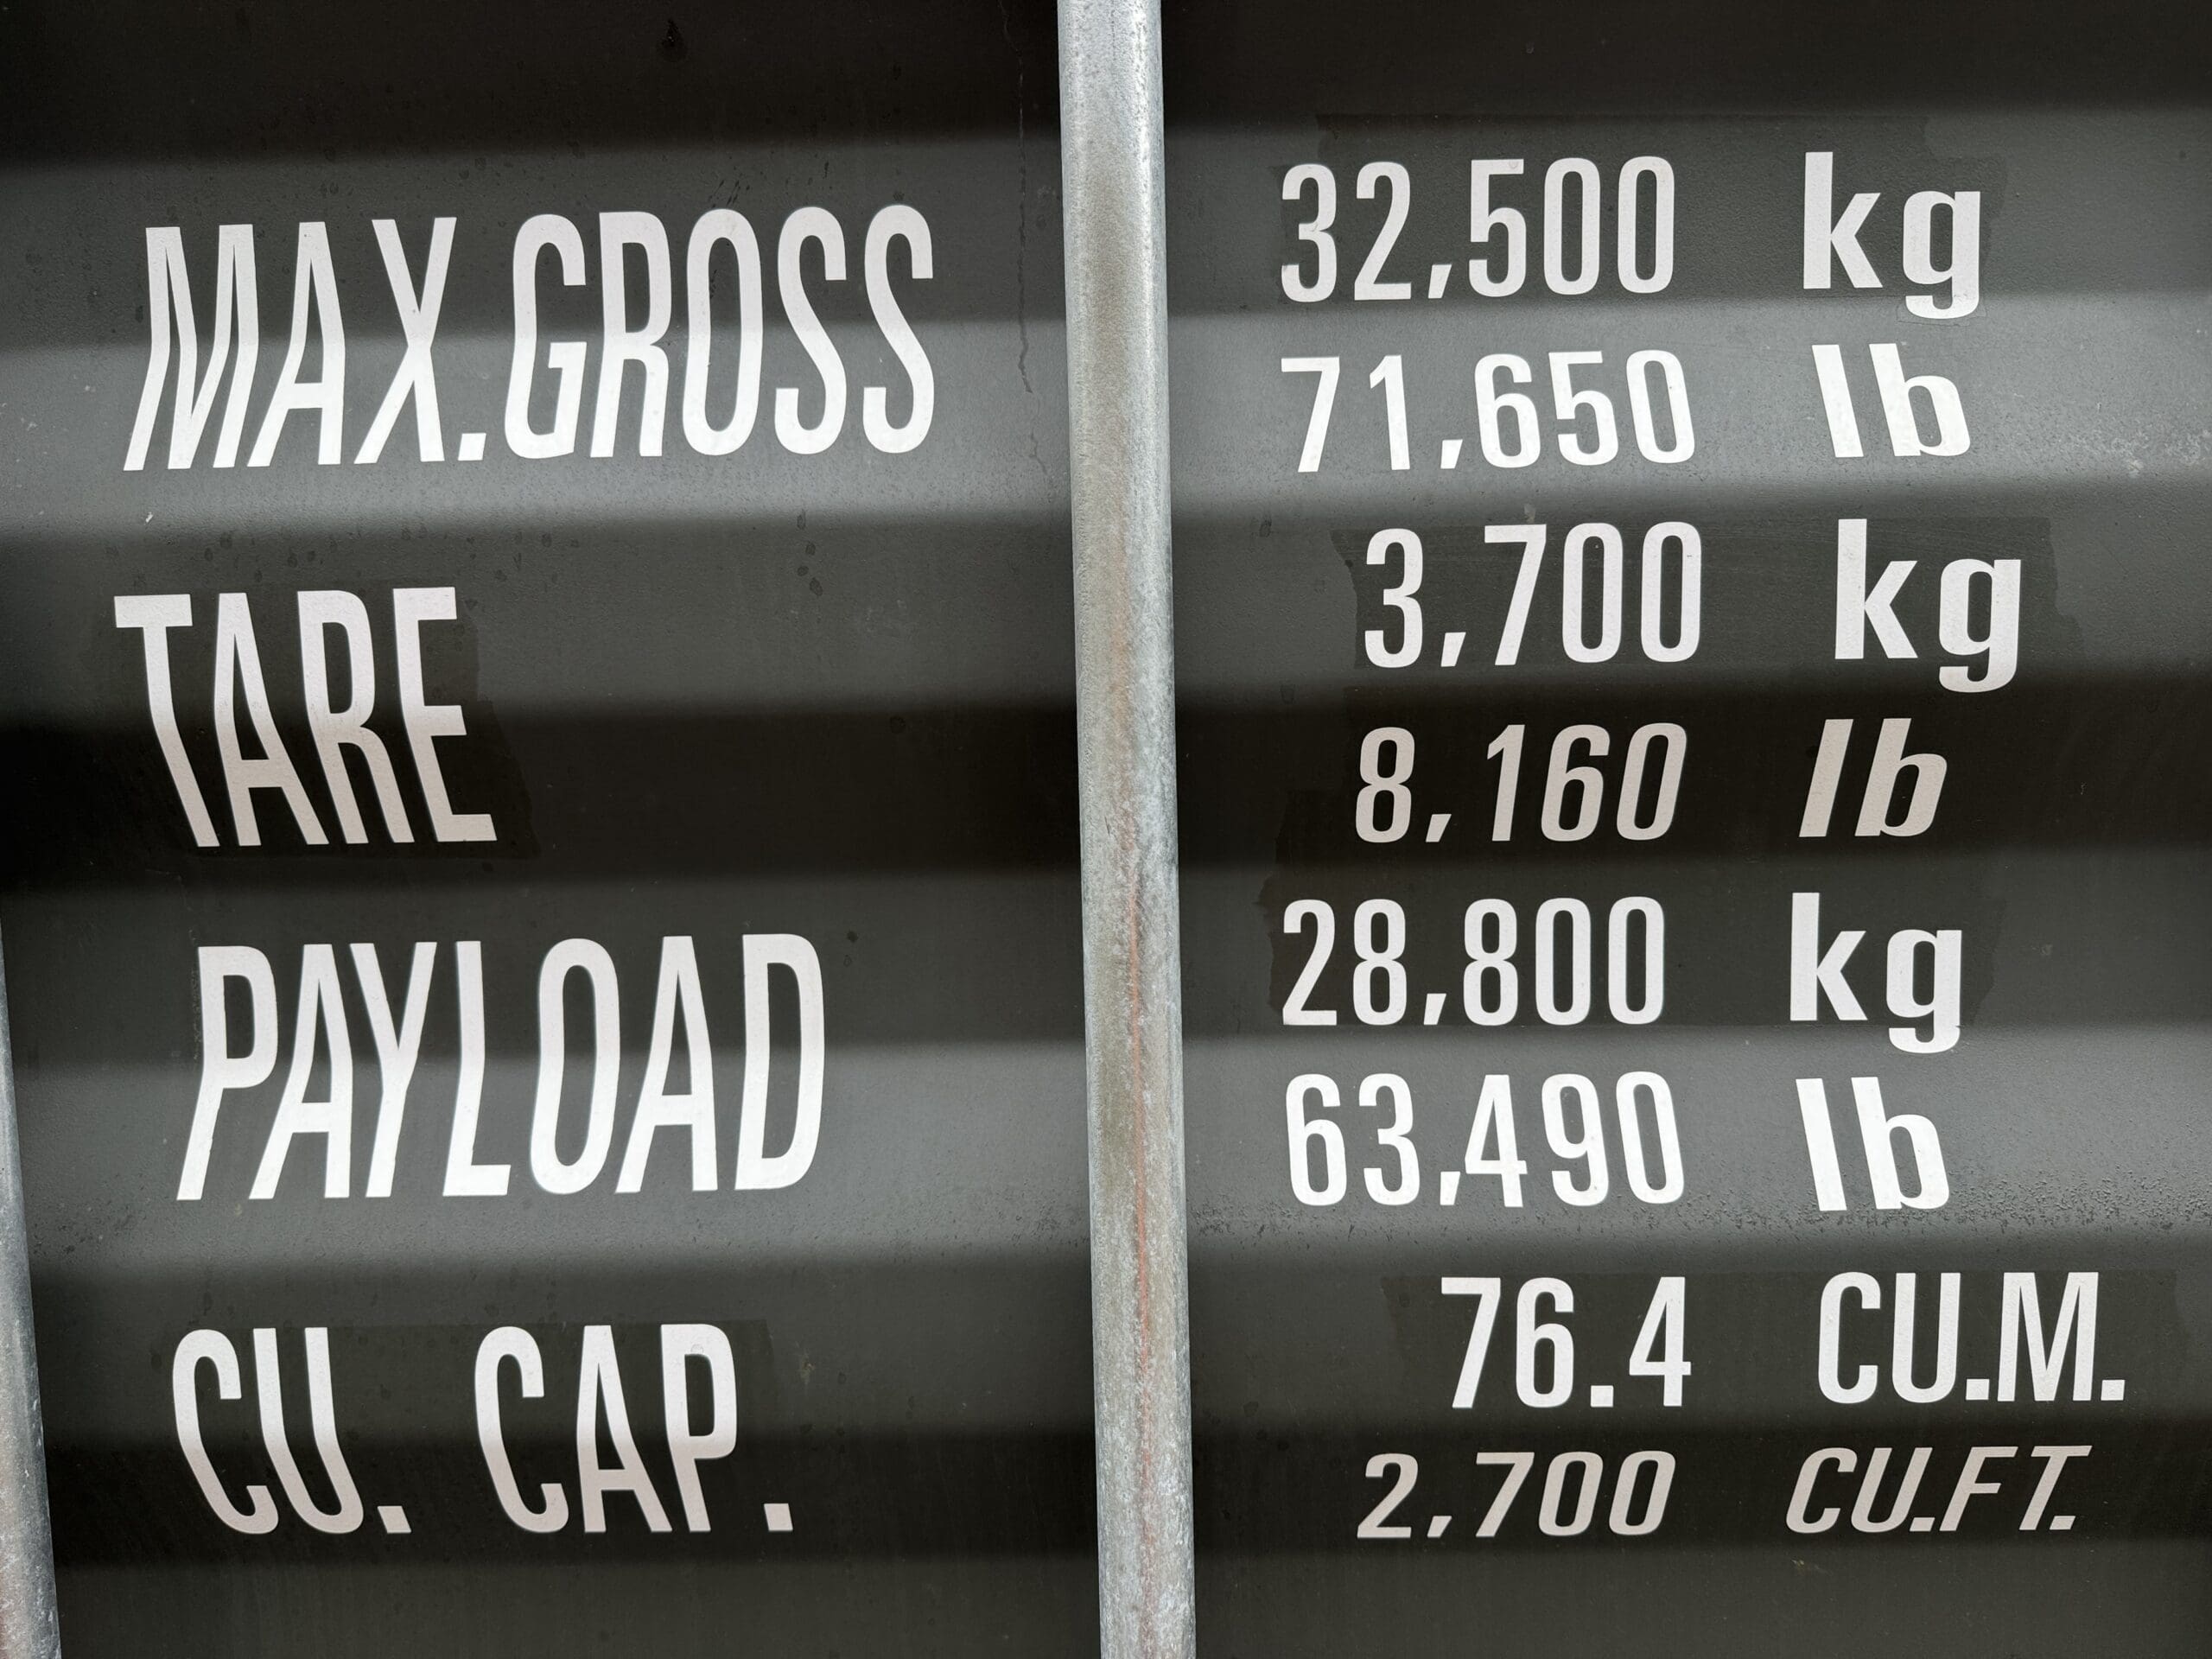 MAX.GROSS 32,500 kg
71,650 lb
TARE 3,700 kg
8,160 lb
PAYLOAD 28,800 kg
63,490 lb
CU. CAP. 76.4 CU.M.
2,700 CU.FT.